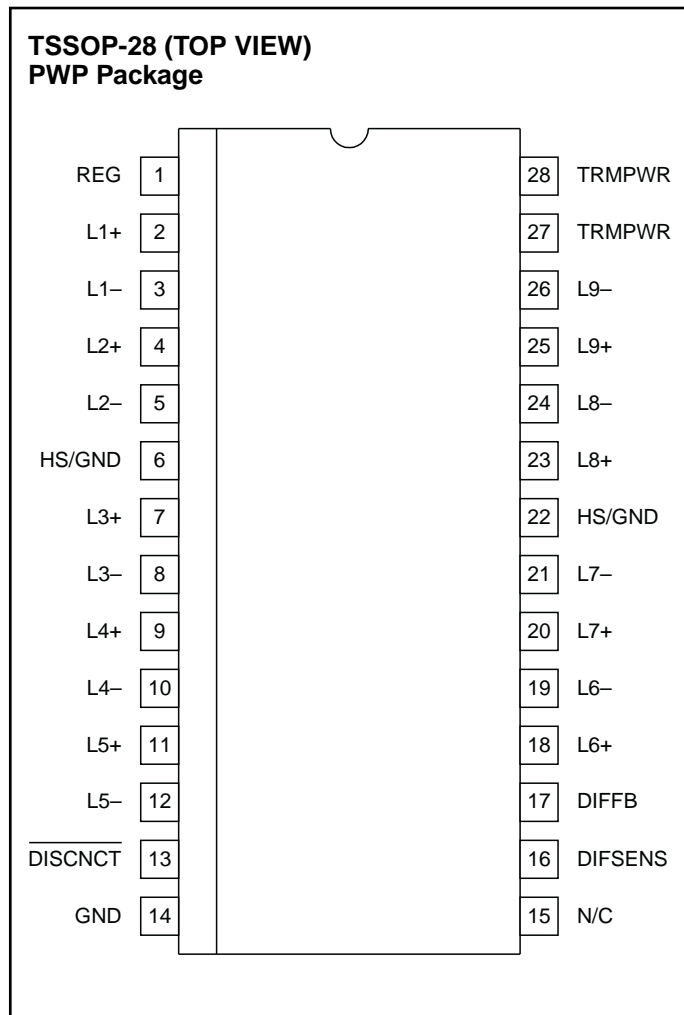 TSSOP-28 (TOP VIEW)
PWP Package
REG 1 28 TRMPWR
L1+ 2 27 TRMPWR
L1– 3 26 L9–
L2+ 4 25 L9+
L2– 5 24 L8–
HS/GND 6 23 L8+
L3+ 7 22 HS/GND
L3– 8 21 L7–
L4+ 9 20 L7+
L4– 10 19 L6–
L5+ 11 18 L6+
L5– 12 17 DIFFB
DISCNCT 13 16 DIFSENS
GND 14 15 N/C